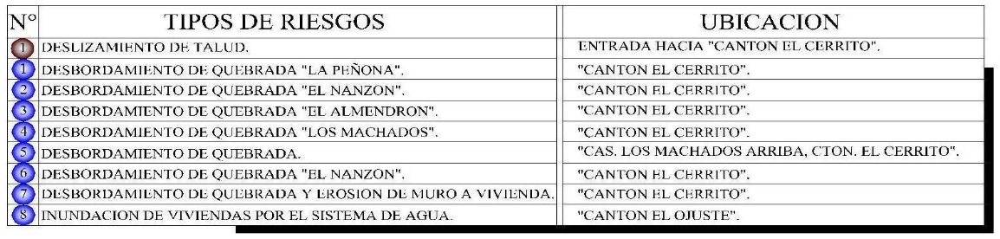 N° TIPOS DE RIESGOS UBICACION
1 DESLIZAMIENTO DE TALUD. ENTRADA HACIA "CANTON EL CERRITO".
1 DESBORDAMIENTO DE QUEBRADA "LA PEÑONA". "CANTON EL CERRITO".
2 DESBORDAMIENTO DE QUEBRADA "EL NANZON". "CANTON EL CERRITO".
3 DESBORDAMIENTO DE QUEBRADA "EL ALMENDRON". "CANTON EL CERRITO".
4 DESBORDAMIENTO DE QUEBRADA "LOS MACHADOS". "CANTON EL CERRITO".
5 DESBORDAMIENTO DE QUEBRADA. "CAS. LOS MACHADOS ARRIBA, CTON. EL CERRITO".
6 DESBORDAMIENTO DE QUEBRADA "EL NANZON". "CANTON EL CERRITO".
7 DESBORDAMIENTO DE QUEBRADA Y EROSION DE MURO A VIVIENDA. "CANTON EL CERRITO".
8 INUNDACION DE VIVIENDAS POR EL SISTEMA DE AGUA. "CANTON EL OJUSTE".